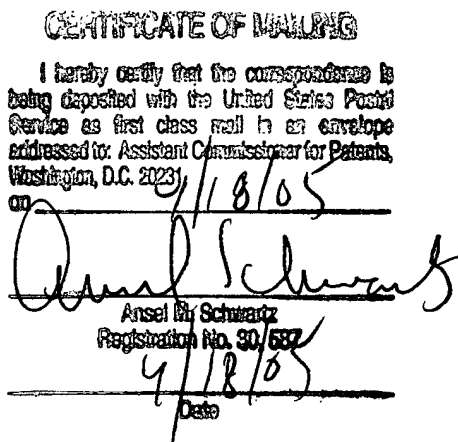 CERTIFICATE OF MAILING
I hereby certify that the correspondence is
being deposited with the United States Postal
Service as first class mail in an envelope
addressed to: Assistant Commissioner for Patents,
Washington, D.C. 20231
on 4/18/05
Ansel Schwartz
Ansel M. Schwartz
Registration No. 30,587
4/18/05
Date